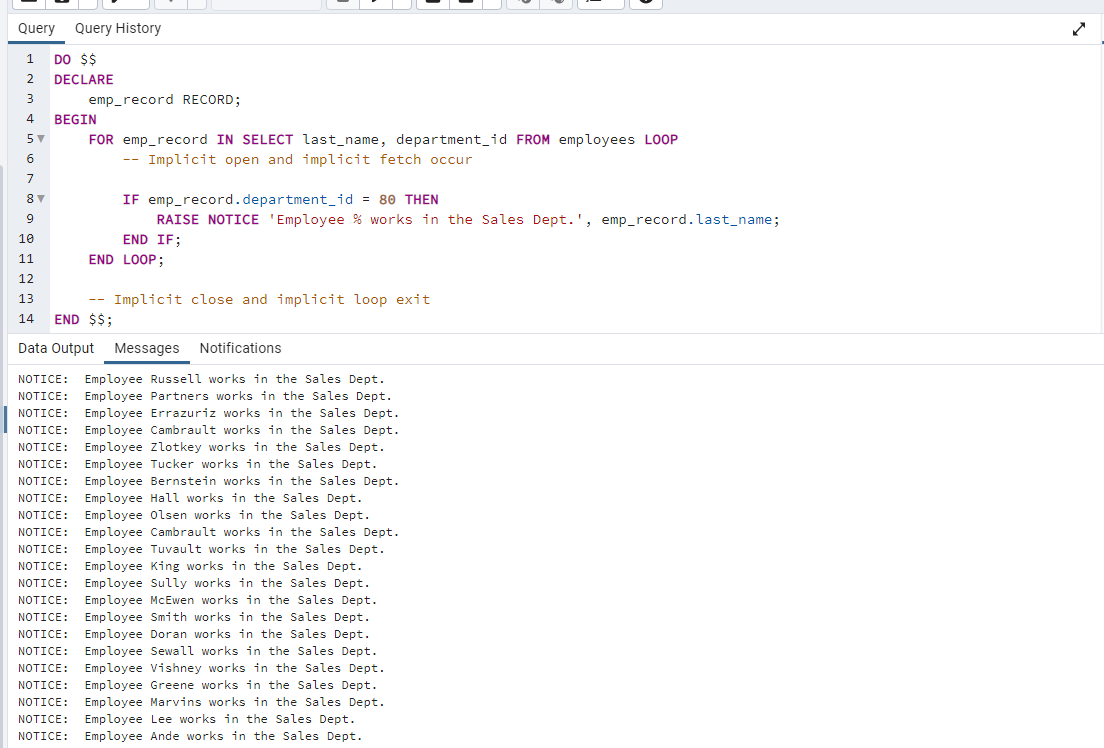 Query Query History
1 DO $$
2 DECLARE
3 emp_record RECORD;
4 BEGIN
5 FOR emp_record IN SELECT last_name, department_id FROM employees LOOP
6 -- Implicit open and implicit fetch occur
7
8 IF emp_record.department_id = 80 THEN
9 RAISE NOTICE 'Employee % works in the Sales Dept.', emp_record.last_name;
10 END IF;
11 END LOOP;
12
13 -- Implicit close and implicit loop exit
14 END $$;
Data Output Messages Notifications
NOTICE: Employee Russell works in the Sales Dept.
NOTICE: Employee Partners works in the Sales Dept.
NOTICE: Employee Errazuriz works in the Sales Dept.
NOTICE: Employee Cambrault works in the Sales Dept.
NOTICE: Employee Zlotkey works in the Sales Dept.
NOTICE: Employee Tucker works in the Sales Dept.
NOTICE: Employee Bernstein works in the Sales Dept.
NOTICE: Employee Hall works in the Sales Dept.
NOTICE: Employee Olsen works in the Sales Dept.
NOTICE: Employee Cambrault works in the Sales Dept.
NOTICE: Employee Tuvault works in the Sales Dept.
NOTICE: Employee King works in the Sales Dept.
NOTICE: Employee Sully works in the Sales Dept.
NOTICE: Employee McEwen works in the Sales Dept.
NOTICE: Employee Smith works in the Sales Dept.
NOTICE: Employee Doran works in the Sales Dept.
NOTICE: Employee Sewall works in the Sales Dept.
NOTICE: Employee Vishney works in the Sales Dept.
NOTICE: Employee Greene works in the Sales Dept.
NOTICE: Employee Marvins works in the Sales Dept.
NOTICE: Employee Lee works in the Sales Dept.
NOTICE: Employee Ande works in the Sales Dept.